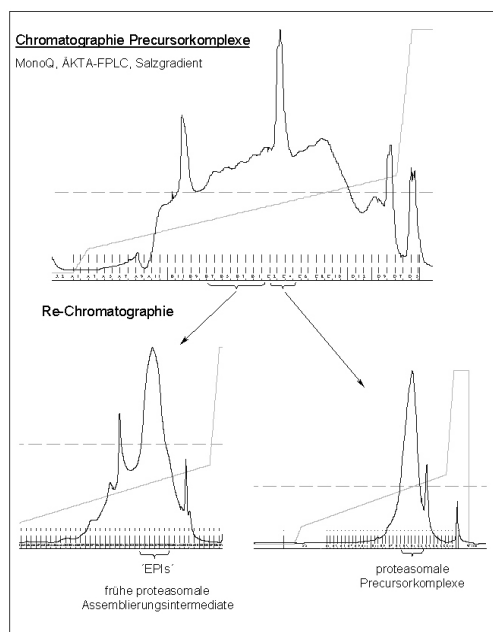 Chromatographie Precursorkomplexe
MonoQ, ÄKTA-FPLC, Salzgradient
Re-Chromatographie
´EPIs´
frühe proteasomale
Assemblierungsintermediate
proteasomale
Precursorkomplexe